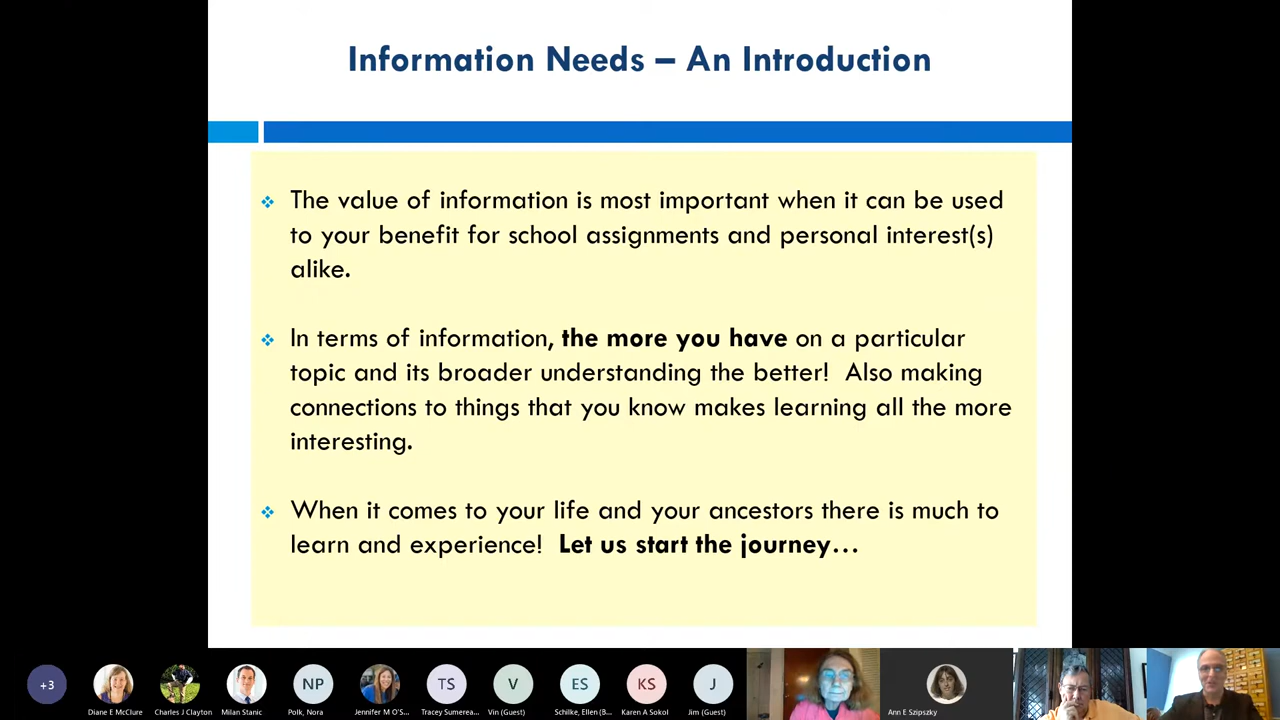 Information Needs – An Introduction
The value of information is most important when it can be used
to your benefit for school assignments and personal interest(s)
alike.
In terms of information, the more you have on a particular
topic and its broader understanding the better! Also making
connections to things that you know makes learning all the more
interesting.
When it comes to your life and your ancestors there is much to
learn and experience! Let us start the journey...
+3
NP
TS
V
ES
KS
J
Diane E McClure
Charles J Clayton
Milan Stanic
Polk, Nora
Jennifer M O'S...
Tracey Sumerea...
Vin (Guest)
Schilke, Ellen (B...
Karen A Sokol
Jim (Guest)
Ann E Szipszky